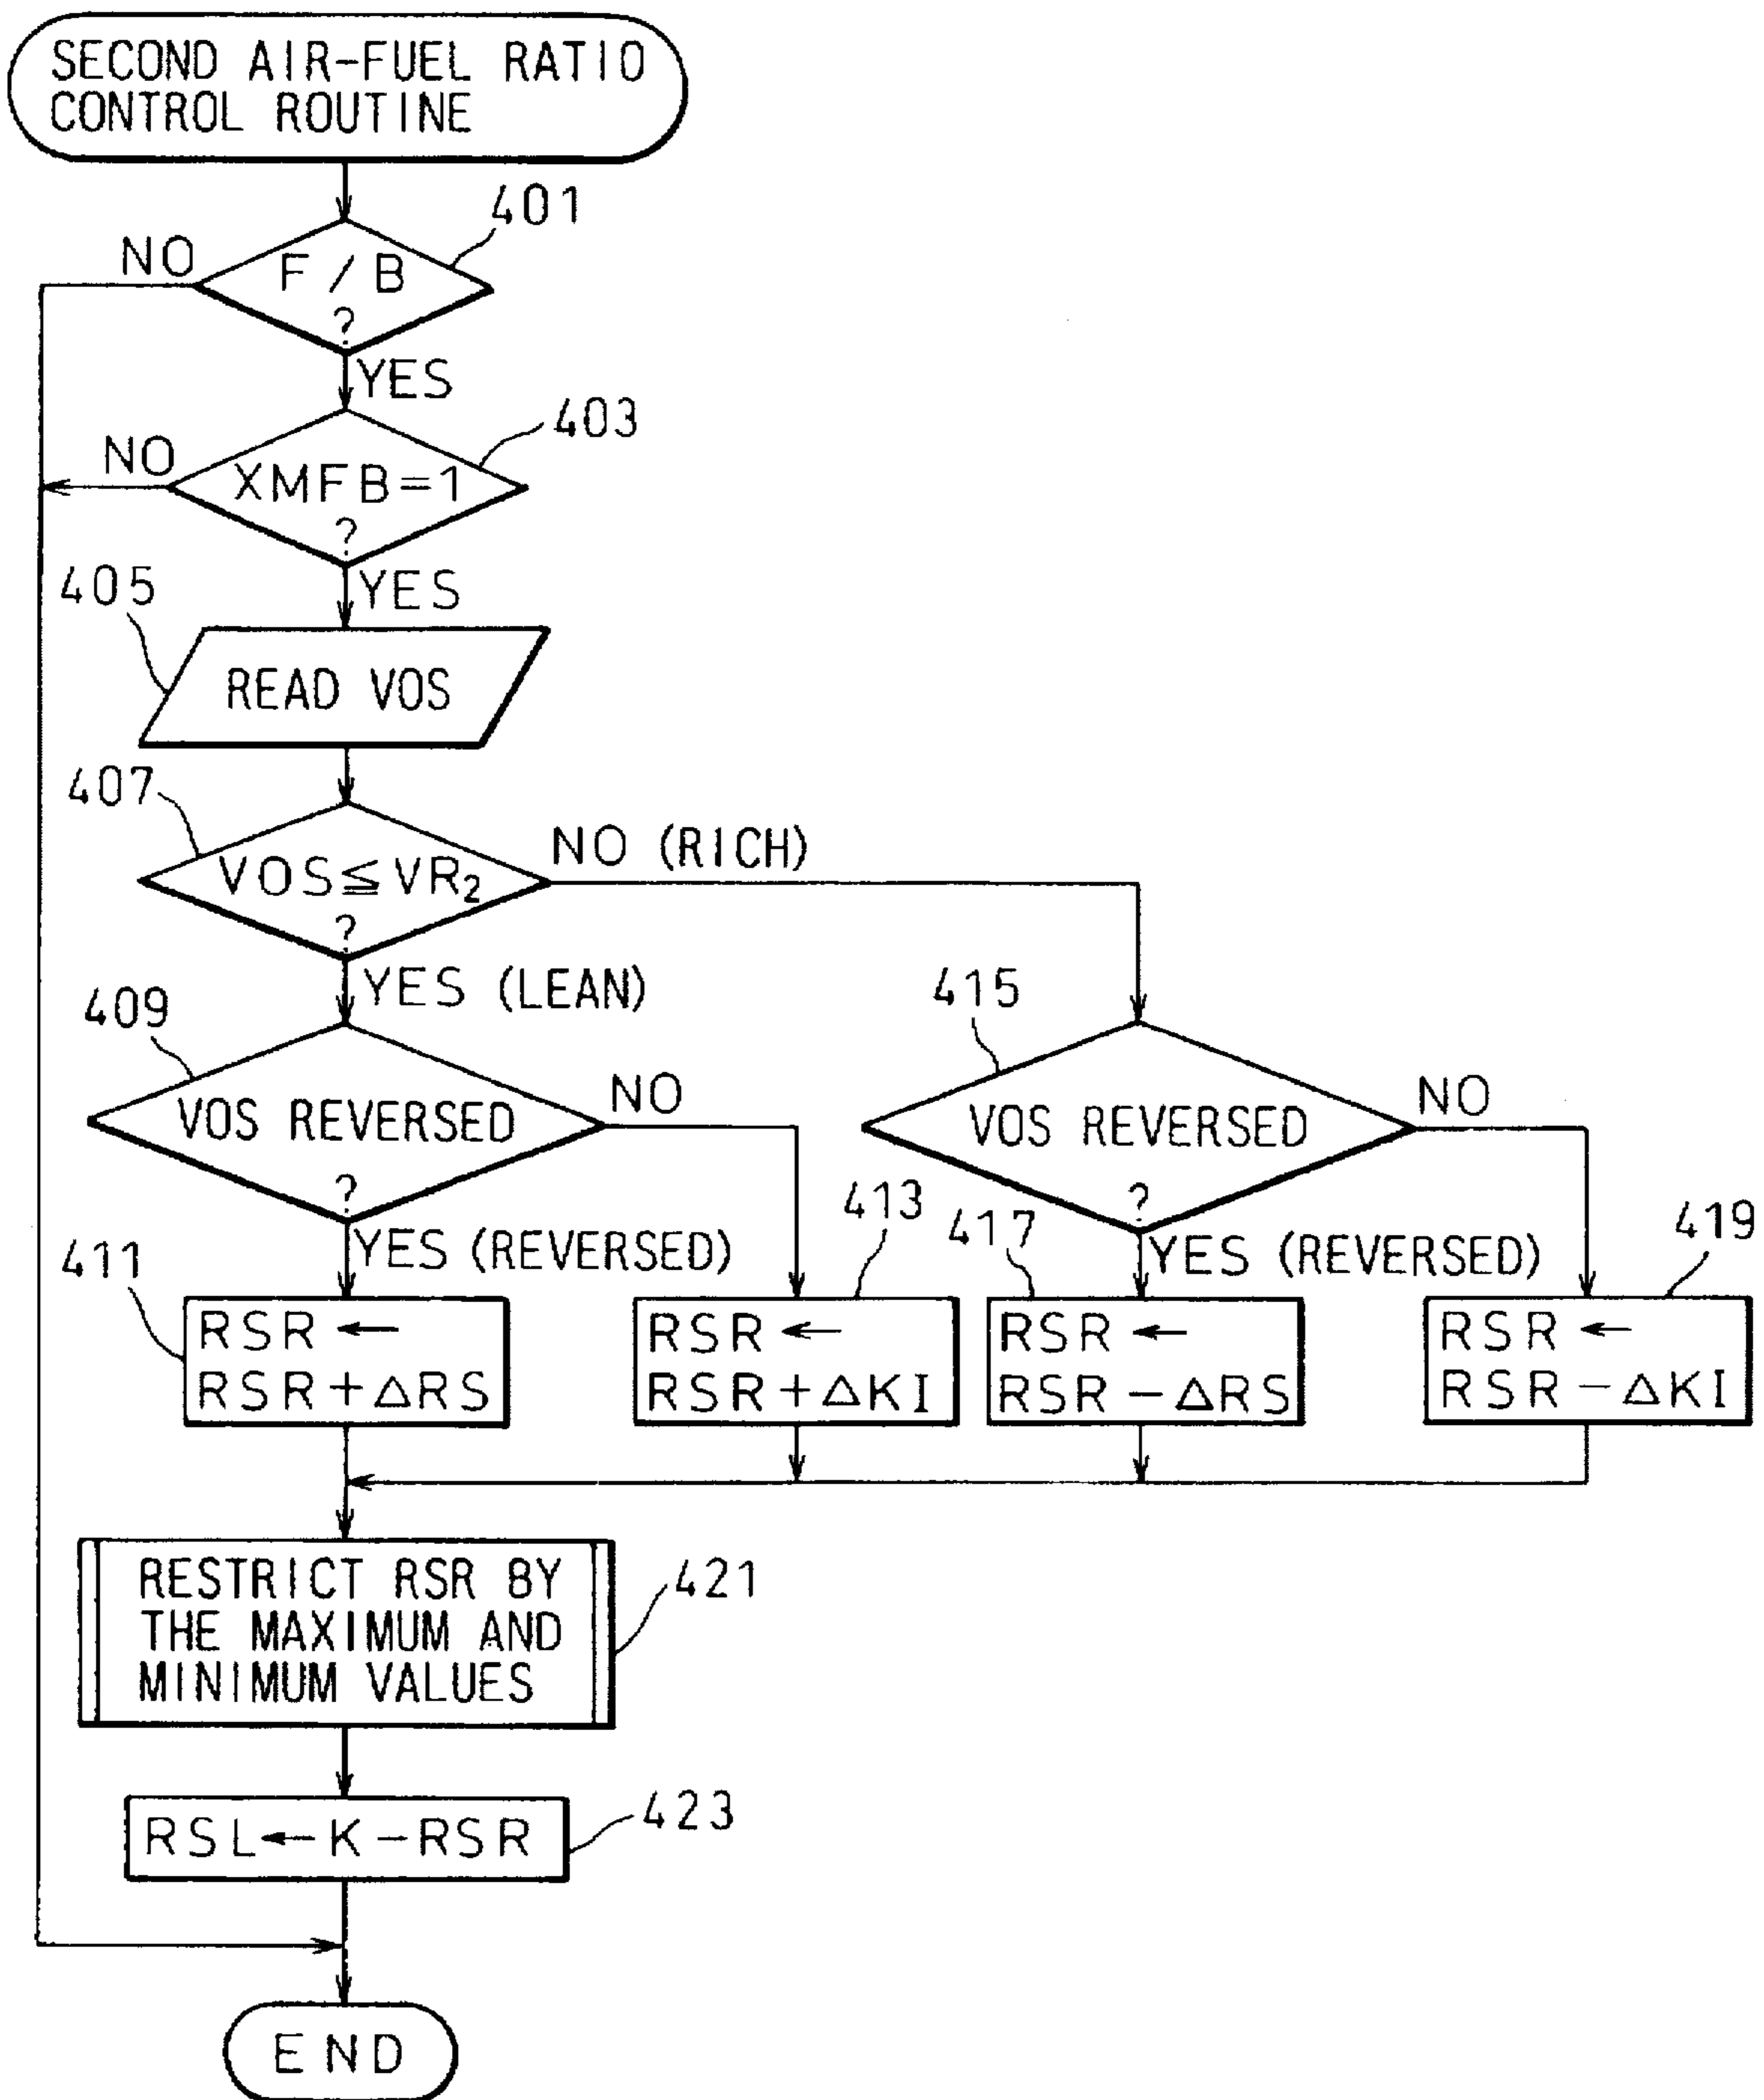 SECOND AIR-FUEL RATIO
CONTROL ROUTINE
401
NO
F / B
?
YES
403
NO
XMFB=1
?
YES
405
READ VOS
407
NO (RICH)
VOS≦VR₂
?
YES (LEAN)
409
415
VOS REVERSED
?
NO
VOS REVERSED
?
NO
411
YES (REVERSED)
413
417
YES (REVERSED)
419
RSR ←
RSR + ΔRS
RSR ←
RSR + ΔKI
RSR ←
RSR − ΔRS
RSR ←
RSR − ΔKI
RESTRICT RSR BY
THE MAXIMUM AND
MINIMUM VALUES
421
RSL ← K − RSR
423
END